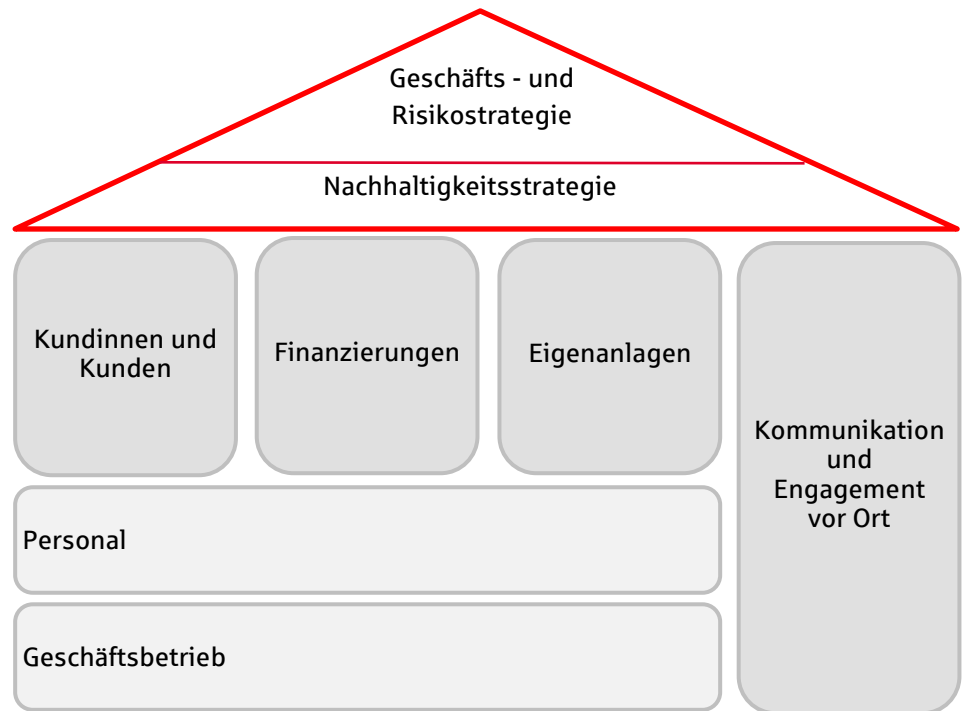 Geschäfts - und
Risikostrategie
Nachhaltigkeitsstrategie
Kundinnen und
Kunden
Finanzierungen
Eigenanlagen
Kommunikation
und
Engagement
vor Ort
Personal
Geschäftsbetrieb